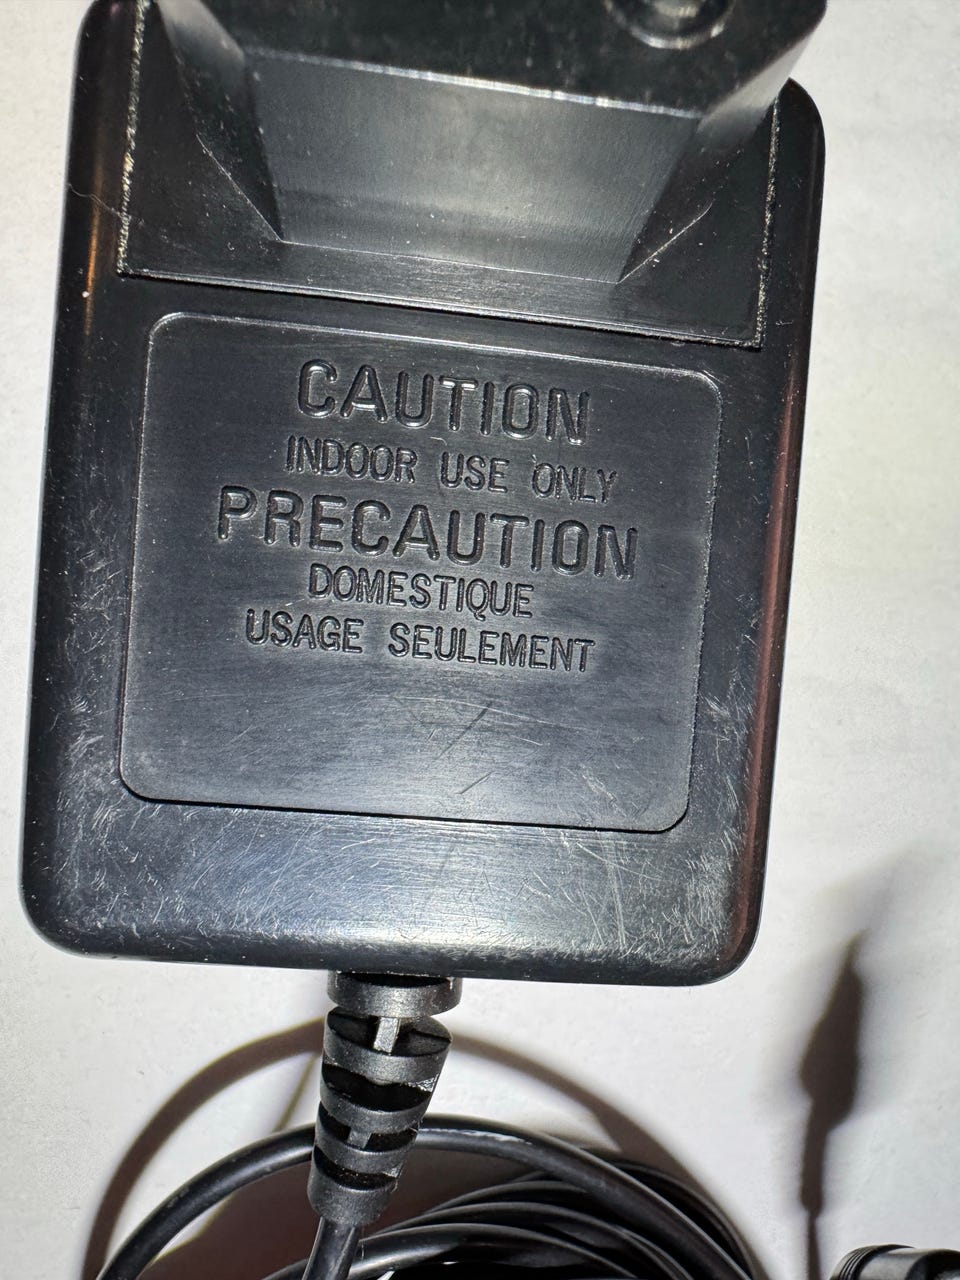 CAUTION
INDOOR USE ONLY
PRECAUTION
DOMESTIQUE
USAGE SEULEMENT